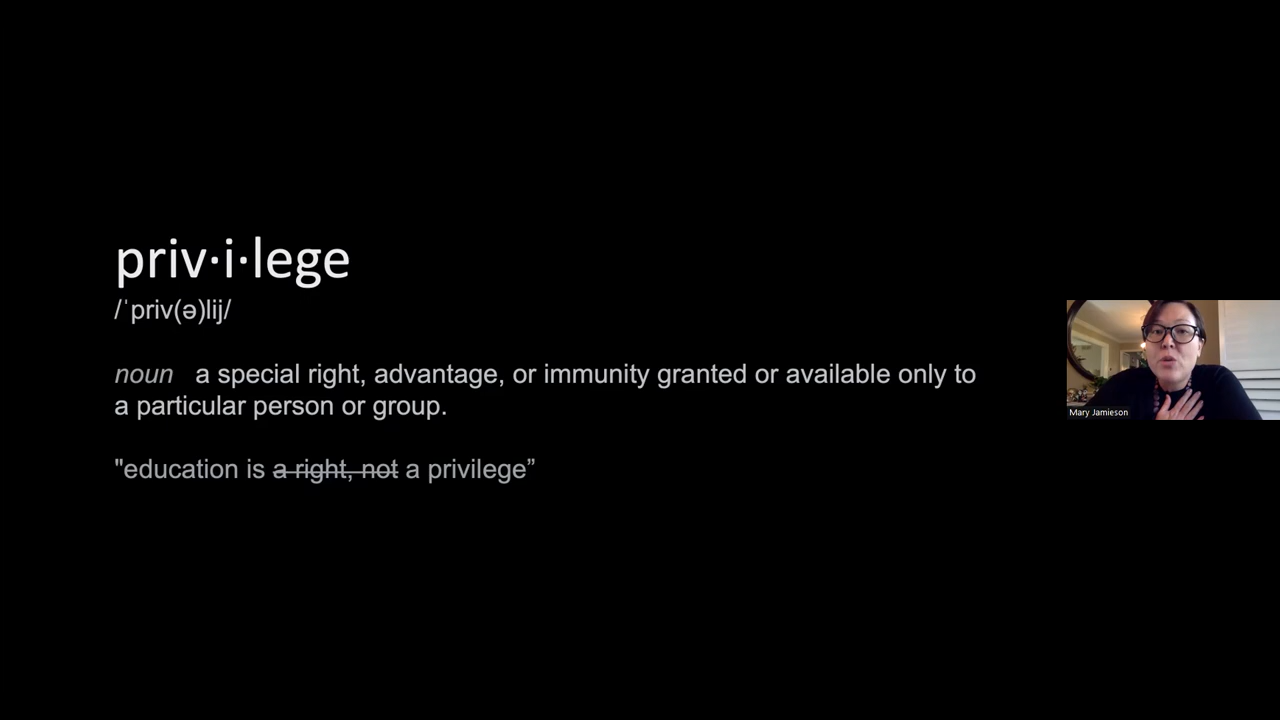 priv·i·lege
/ˈpriv(ə)lij/
noun a special right, advantage, or immunity granted or available only to
a particular person or group.
"education is a right, not a privilege”
Mary Jamieson